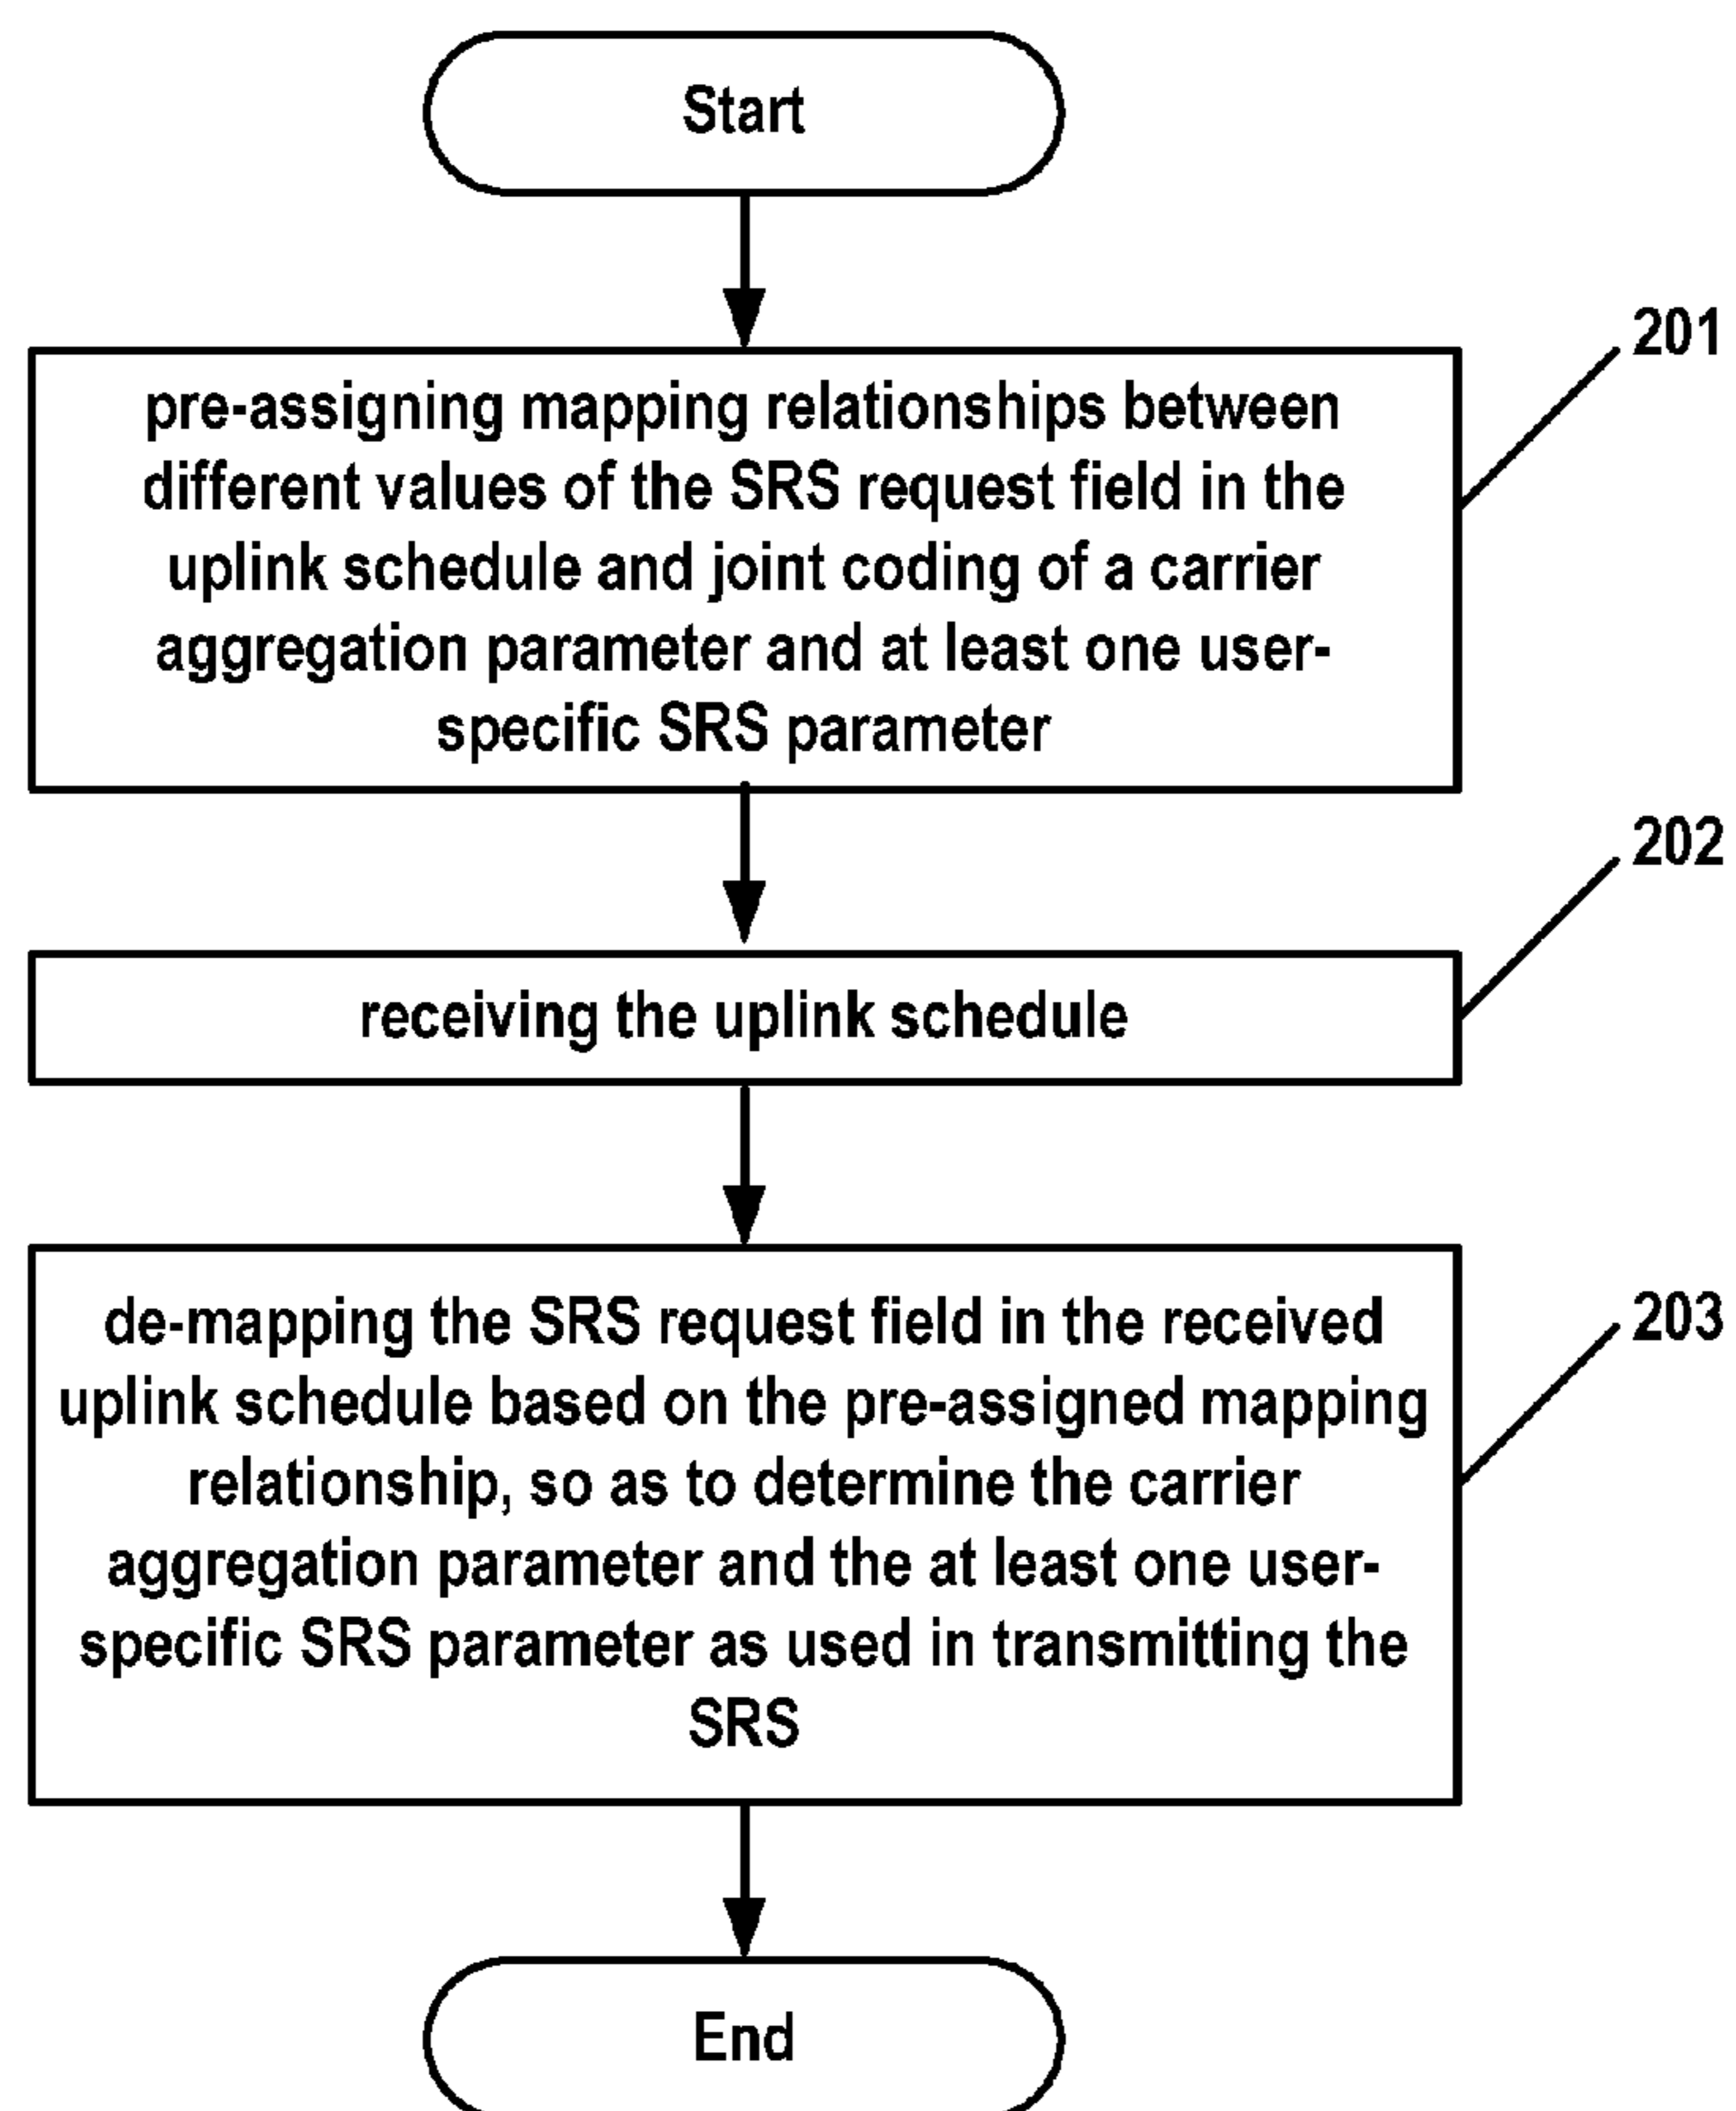 Start
201
pre-assigning mapping relationships between
different values of the SRS request field in the
uplink schedule and joint coding of a carrier
aggregation parameter and at least one user-
specific SRS parameter
202
receiving the uplink schedule
203
de-mapping the SRS request field in the received
uplink schedule based on the pre-assigned mapping
relationship, so as to determine the carrier
aggregation parameter and the at least one user-
specific SRS parameter as used in transmitting the
SRS
End